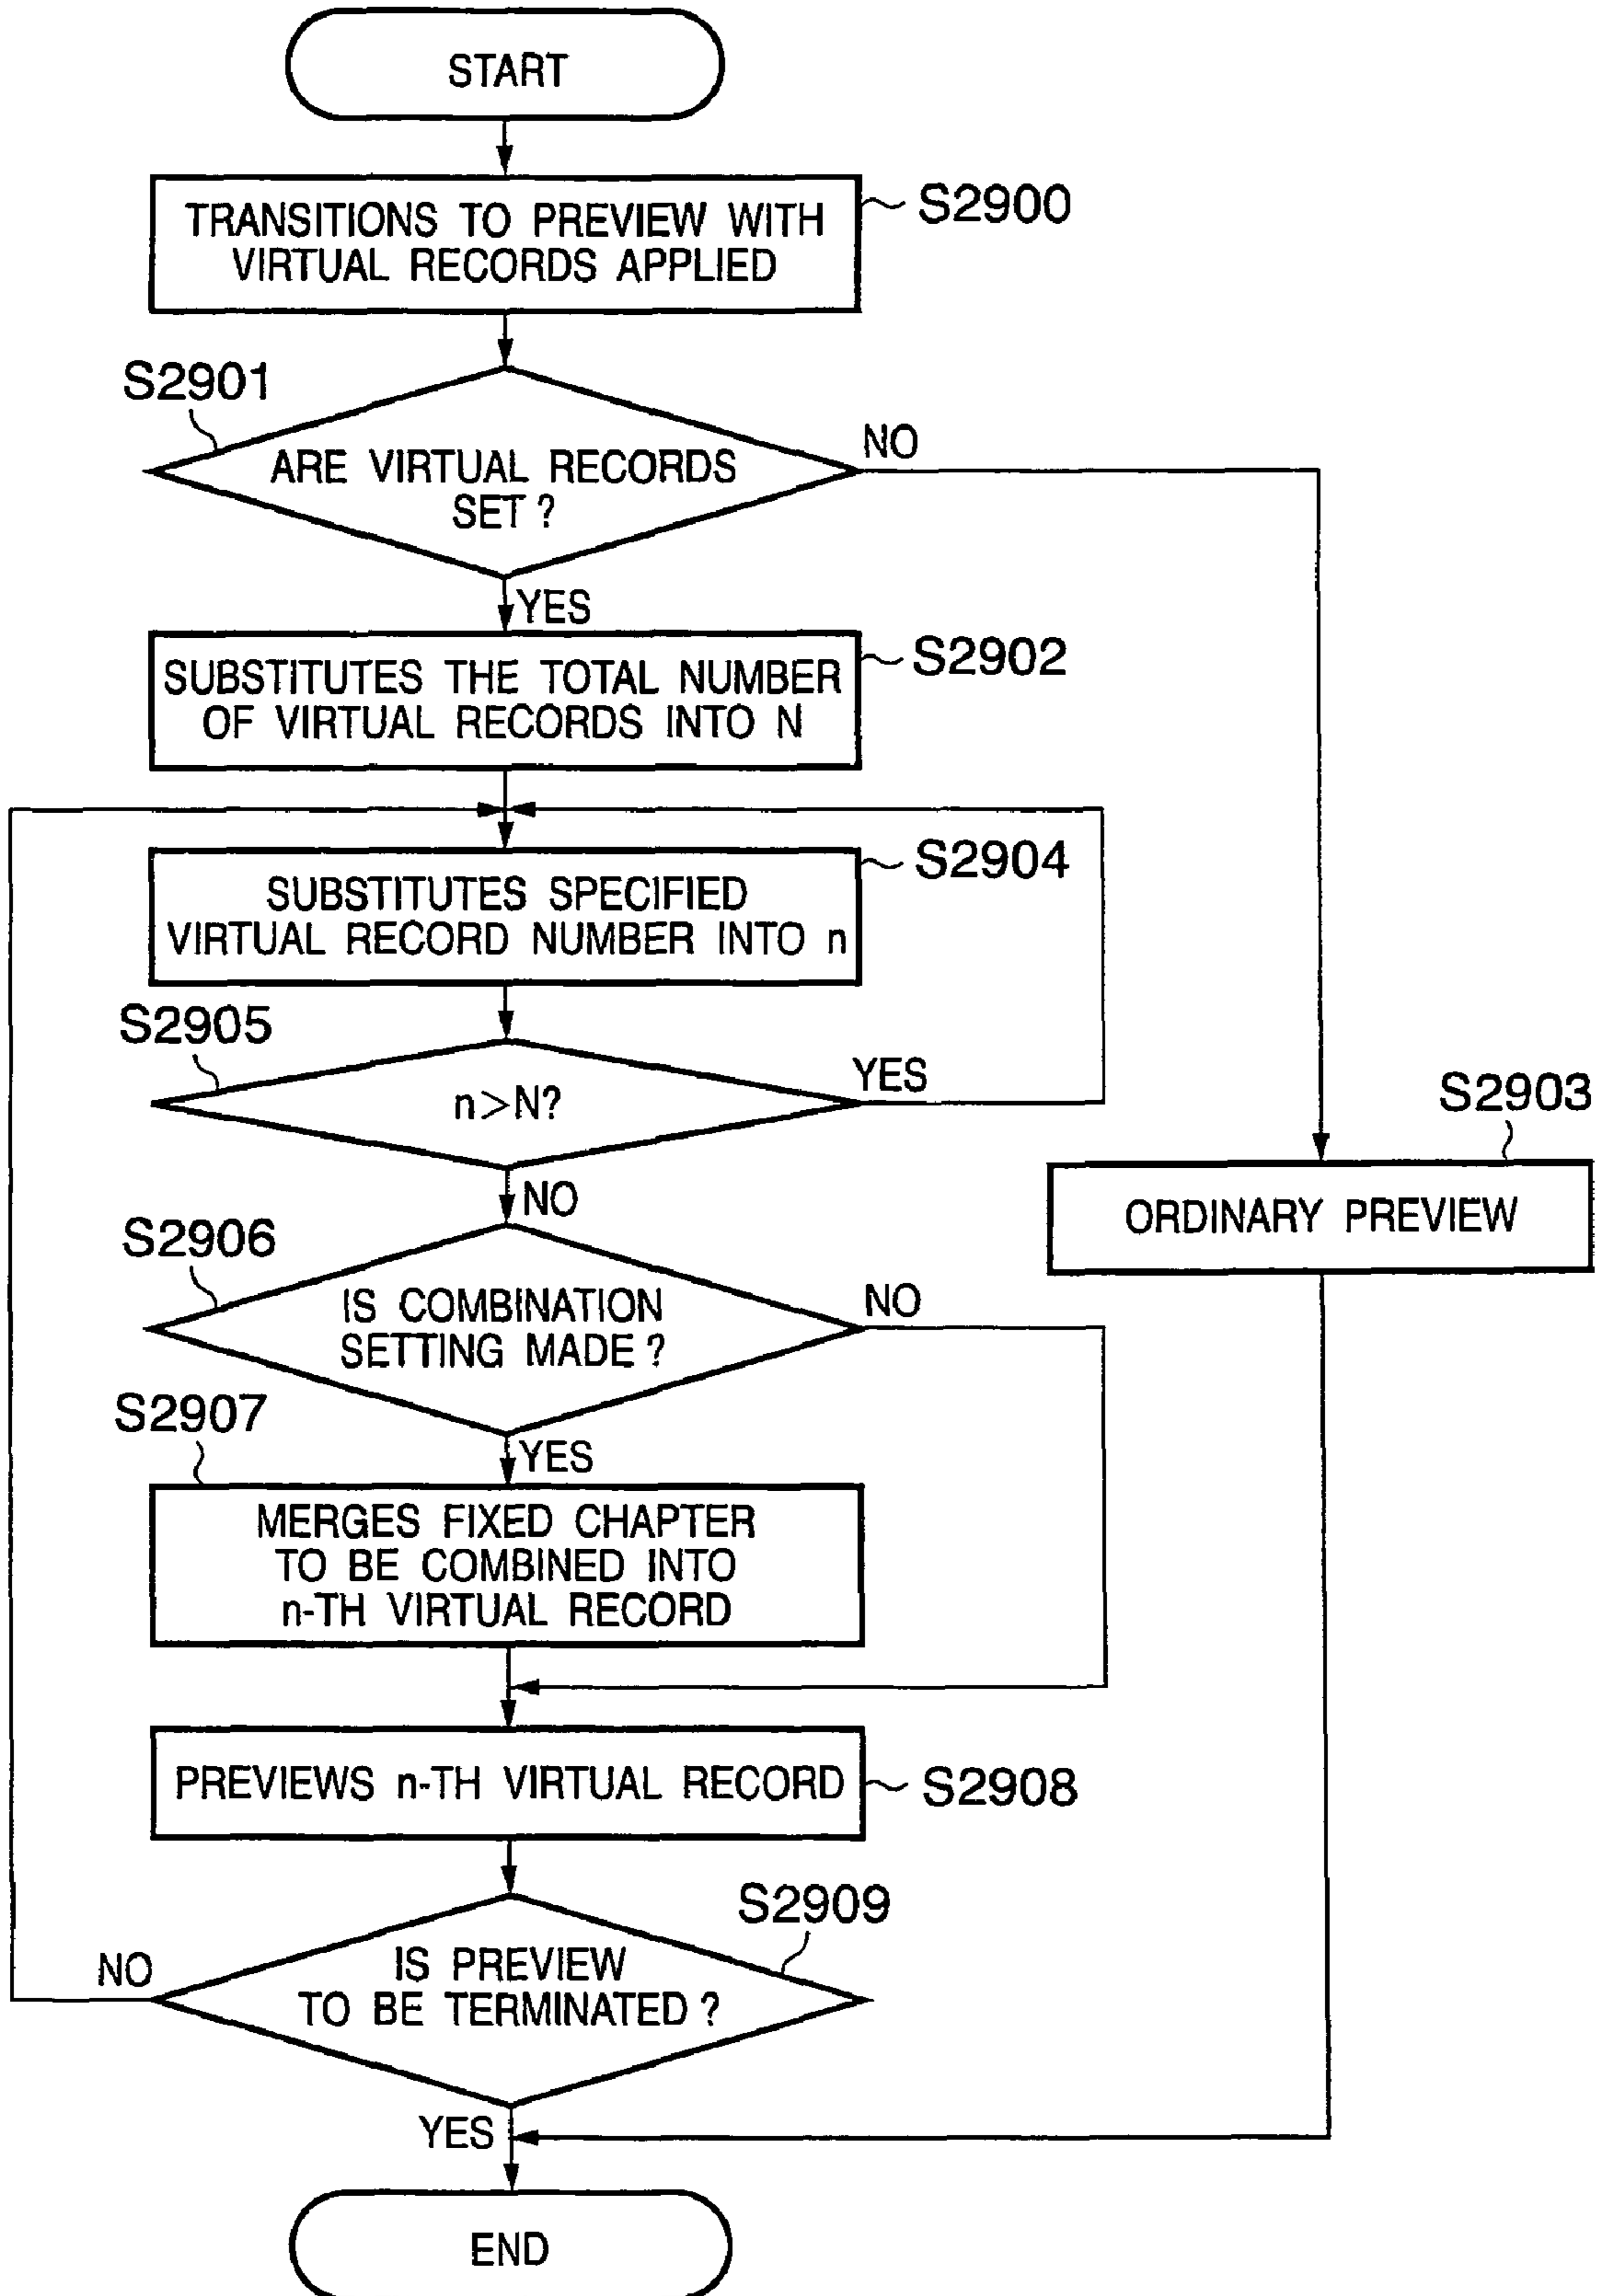 START
TRANSITIONS TO PREVIEW WITH
VIRTUAL RECORDS APPLIED
S2900
S2901
ARE VIRTUAL RECORDS
SET ?
NO
YES
SUBSTITUTES THE TOTAL NUMBER
OF VIRTUAL RECORDS INTO N
S2902
SUBSTITUTES SPECIFIED
VIRTUAL RECORD NUMBER INTO n
S2904
S2905
n>N?
YES
NO
S2903
ORDINARY PREVIEW
S2906
IS COMBINATION
SETTING MADE ?
NO
YES
S2907
MERGES FIXED CHAPTER
TO BE COMBINED INTO
n-TH VIRTUAL RECORD
PREVIEWS n-TH VIRTUAL RECORD
S2908
S2909
IS PREVIEW
TO BE TERMINATED ?
NO
YES
END